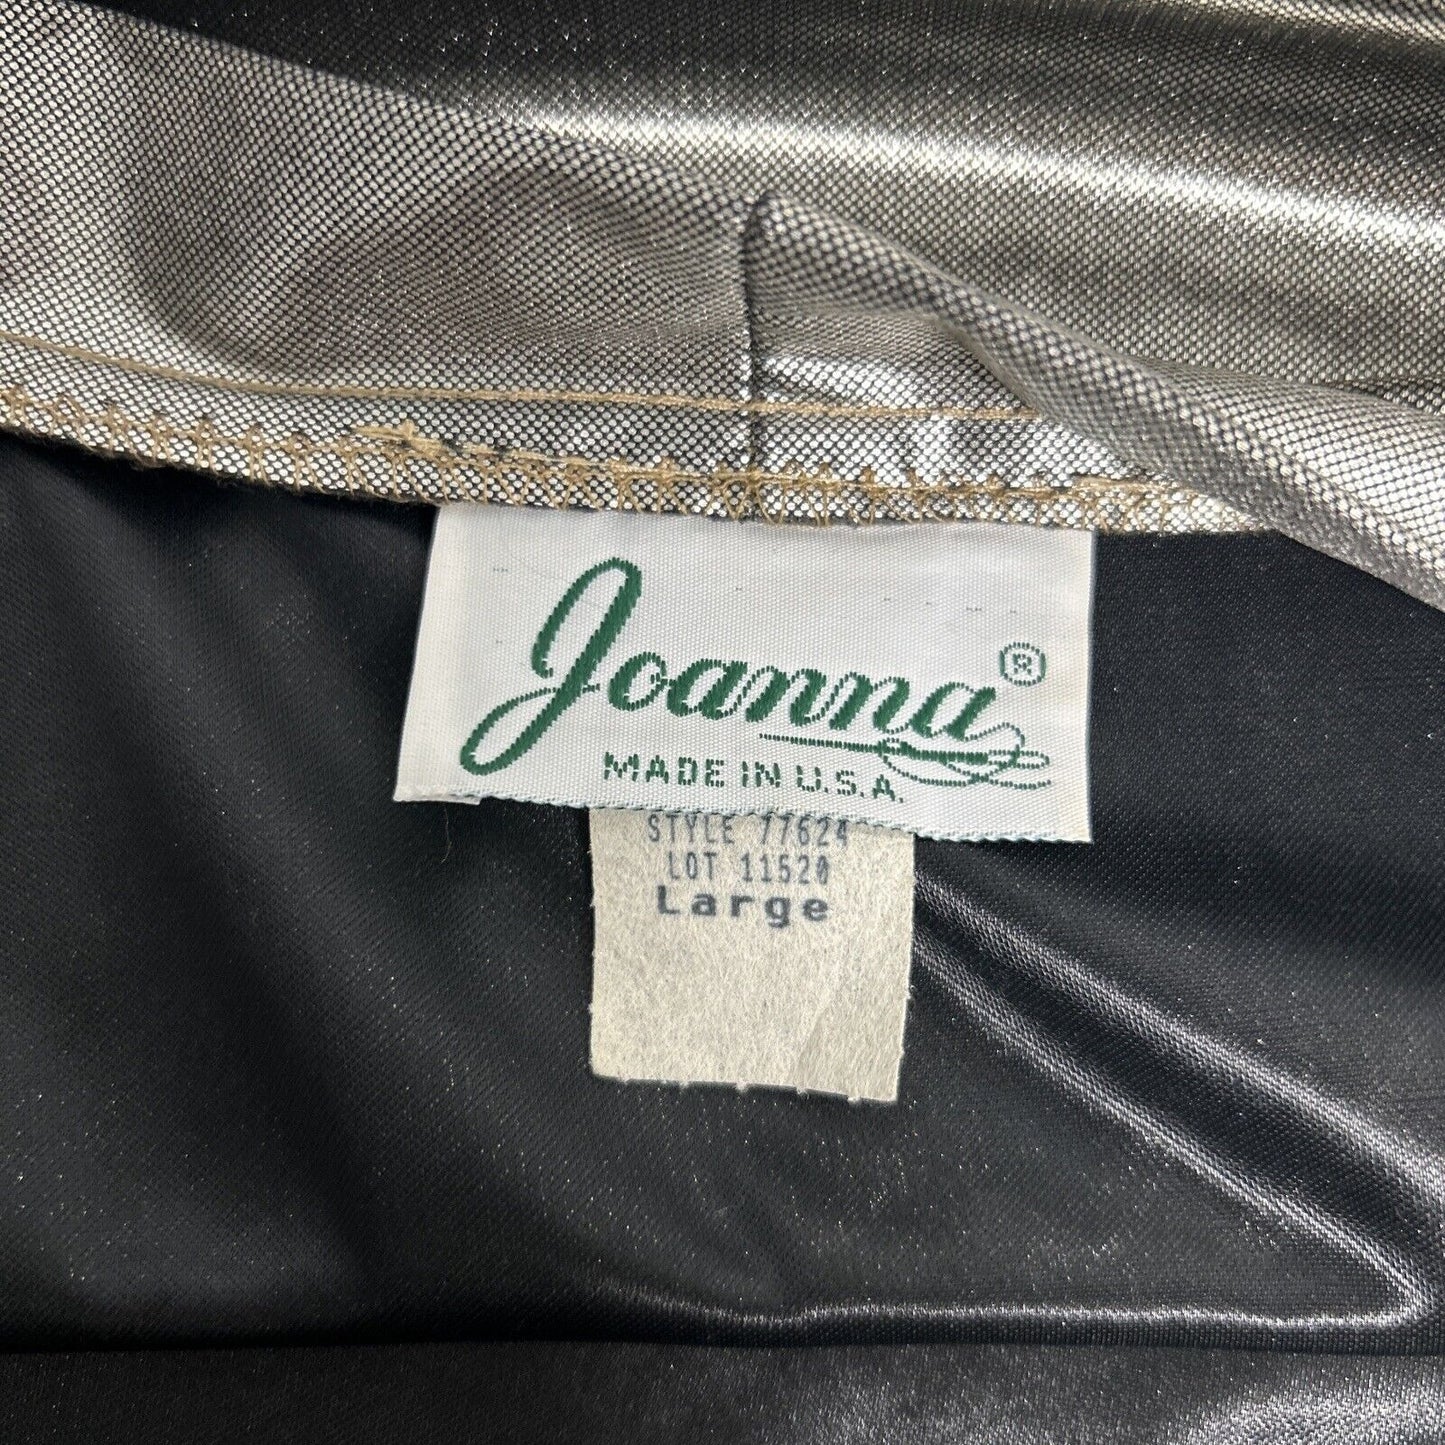 Joanna®
MADE IN U.S.A.
STYLE 77624
LOT 11520
Large